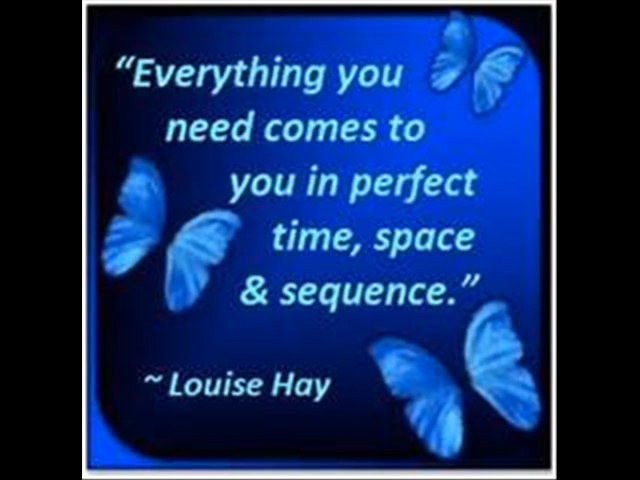 “Everything you
need comes to
you in perfect
time, space
& sequence.”
~ Louise Hay